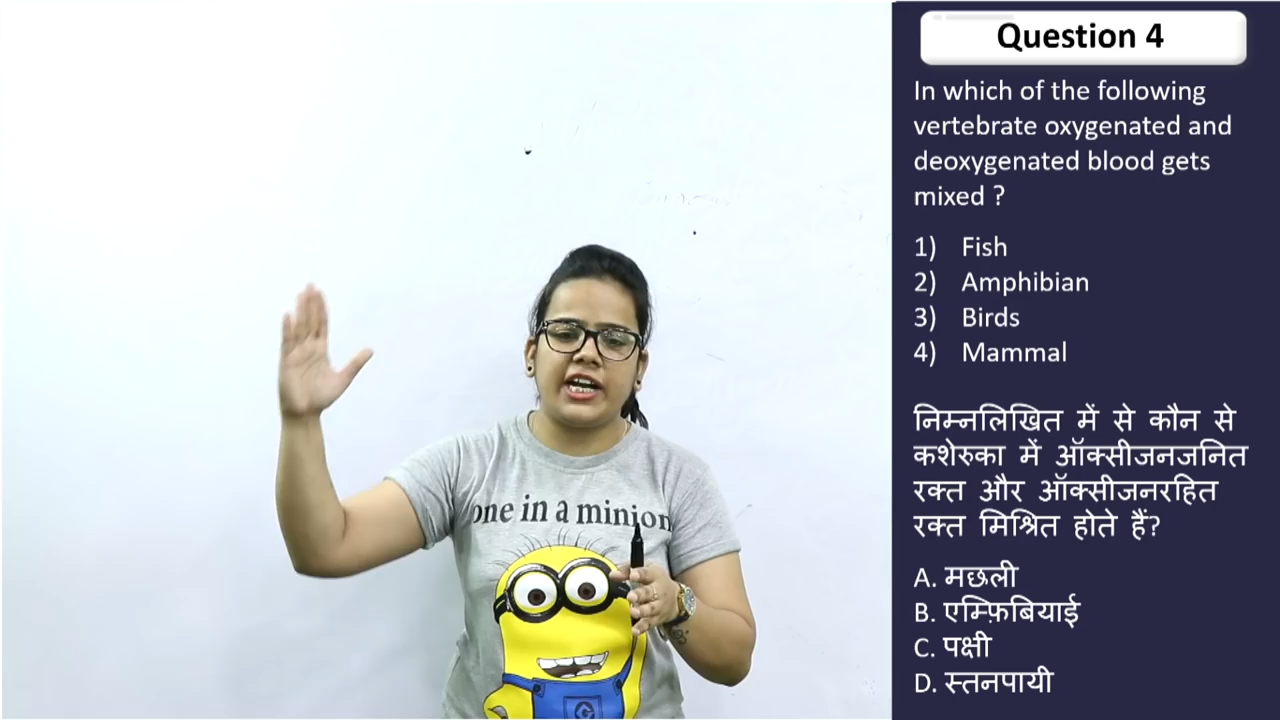 Question 4
In which of the following
vertebrate oxygenated and
deoxygenated blood gets
mixed ?
1) Fish
2) Amphibian
3) Birds
4) Mammal
निम्नलिखित में से कौन से
कशेरुका में ऑक्सीजनजनित
रक्त और ऑक्सीजनरहित
रक्त मिश्रित होते हैं?
A. मछली
B. एम्फ़िबियाई
C. पक्षी
D. स्तनपायी
one in a minion
G